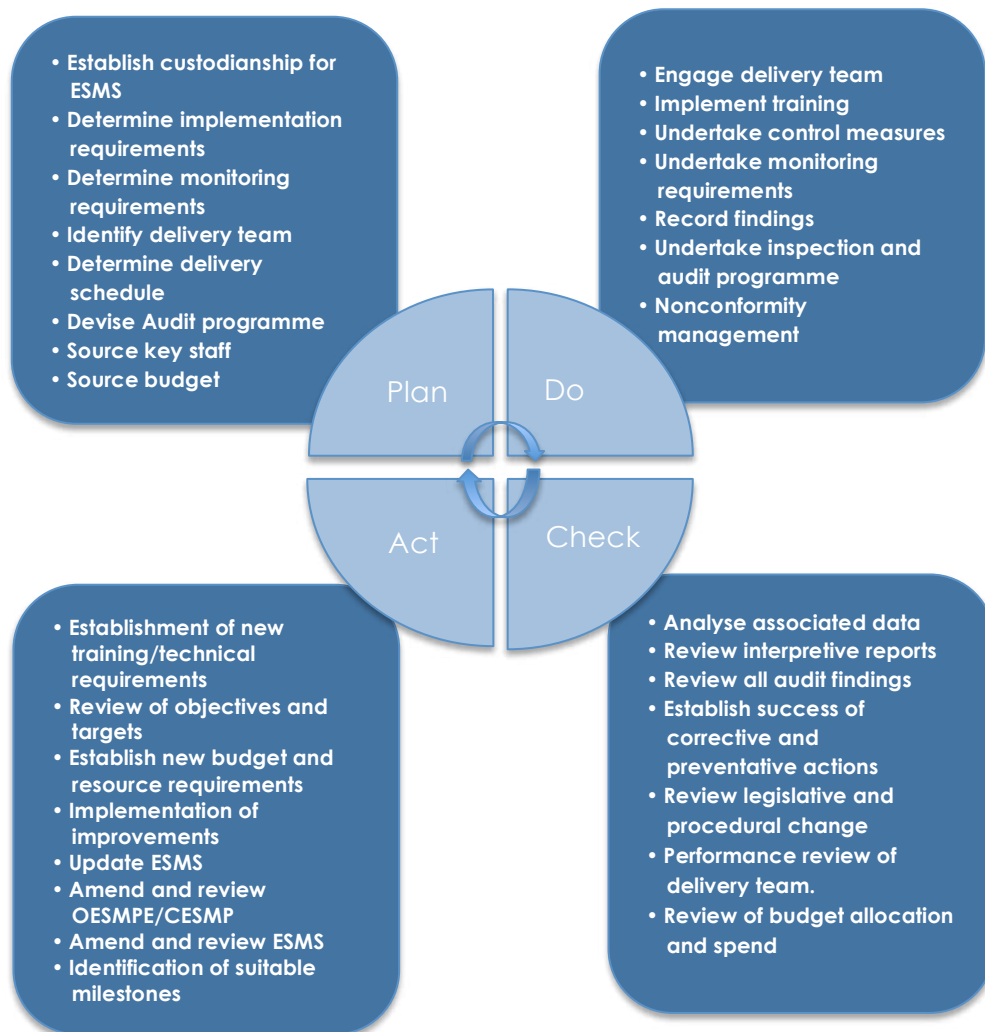 • Establish custodianship for
ESMS
• Determine implementation
requirements
• Determine monitoring
requirements
• Identify delivery team
• Determine delivery
schedule
• Devise Audit programme
• Source key staff
• Source budget
• Engage delivery team
• Implement training
• Undertake control measures
• Undertake monitoring
requirements
• Record findings
• Undertake inspection and
audit programme
• Nonconformity
management
Plan
Do
Act
Check
• Establishment of new
training/technical
requirements
• Review of objectives and
targets
• Establish new budget and
resource requirements
• Implementation of
improvements
• Update ESMS
• Amend and review
OESMPE/CESMP
• Amend and review ESMS
• Identification of suitable
milestones
• Analyse associated data
• Review interpretive reports
• Review all audit findings
• Establish success of
corrective and
preventative actions
• Review legislative and
procedural change
• Performance review of
delivery team.
• Review of budget allocation
and spend